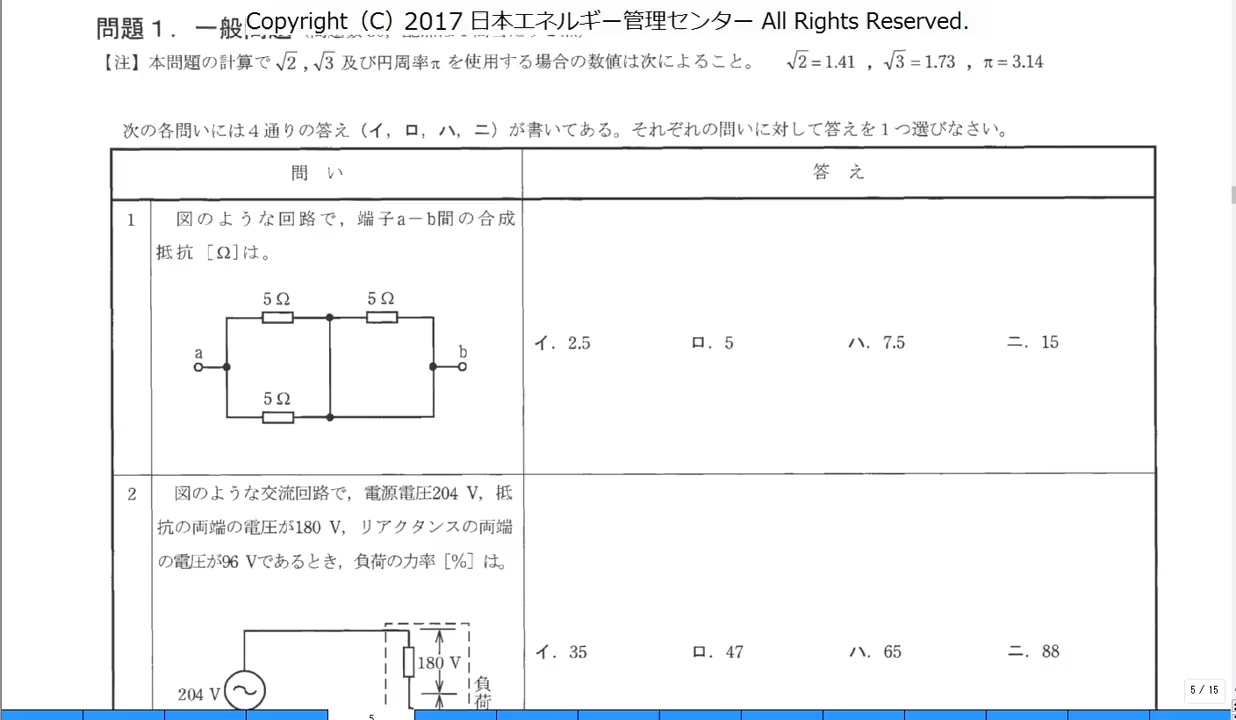 Copyright（C）2017 日本エネルギー管理センター All Rights Reserved.
問題１．一般問題
【注】本問題の計算で√2 , √3 及び円周率π を使用する場合の数値は次によること。 √2 = 1.41 , √3 = 1.73 , π = 3.14
次の各問いには４通りの答え（イ，ロ，ハ，ニ）が書いてある。それぞれの問いに対して答えを１つ選びなさい。
問 い 答 え
1 図のような回路で，端子a－b間の合成
抵抗［Ω］は。
5 Ω 5 Ω
a b
5 Ω
イ．2.5 ロ．5 ハ．7.5 ニ．15
2 図のような交流回路で，電源電圧204 V，抵
抗の両端の電圧が180 V，リアクタンスの両端
の電圧が96 Vであるとき，負荷の力率［%］は。
180 V
204 V
負荷
イ．35 ロ．47 ハ．65 ニ．88
5 / 15
5